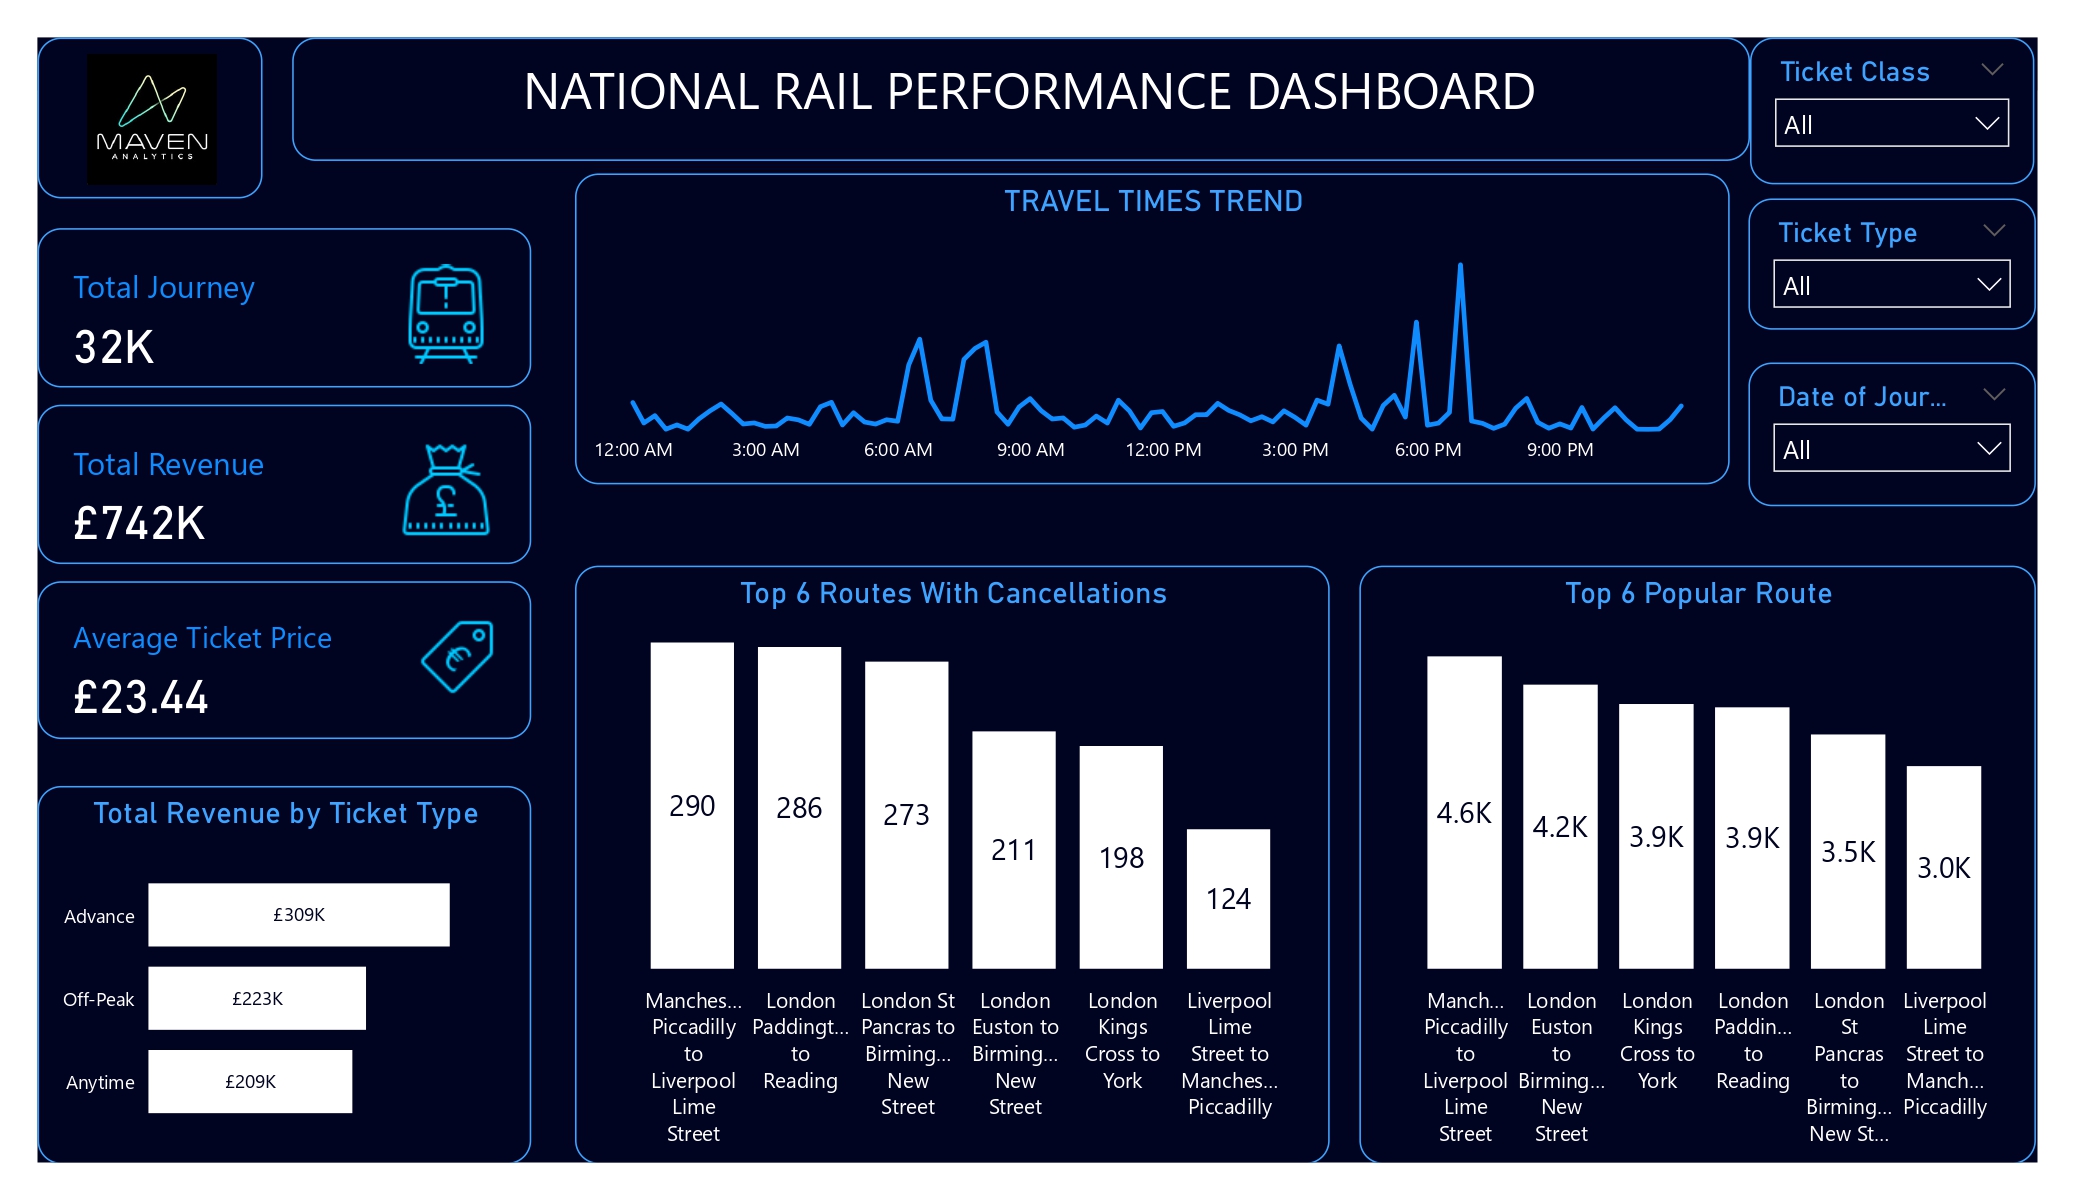 MAVEN
ANALYTICS
NATIONAL RAIL PERFORMANCE DASHBOARD
Ticket Class
All
Ticket Type
All
Date of Jour...
All
Total Journey
32K
Total Revenue
£742K
£
Average Ticket Price
£23.44
€
TRAVEL TIMES TREND
12:00 AM 3:00 AM 6:00 AM 9:00 AM 12:00 PM 3:00 PM 6:00 PM 9:00 PM
Total Revenue by Ticket Type
Advance £309K
Off-Peak £223K
Anytime £209K
Top 6 Routes With Cancellations
290 286 273 211 198 124
Manches...
Piccadilly
to
Liverpool
Lime
Street
London
Paddingt...
to
Reading
London St
Pancras to
Birming...
New
Street
London
Euston to
Birming...
New
Street
London
Kings
Cross to
York
Liverpool
Lime
Street to
Manches...
Piccadilly
Top 6 Popular Route
4.6K 4.2K 3.9K 3.9K 3.5K 3.0K
Manch...
Piccadilly
to
Liverpool
Lime
Street
London
Euston
to
Birming...
New
Street
London
Kings
Cross to
York
London
Paddin...
to
Reading
London
St
Pancras
to
Birming...
New St...
Liverpool
Lime
Street to
Manch...
Piccadilly